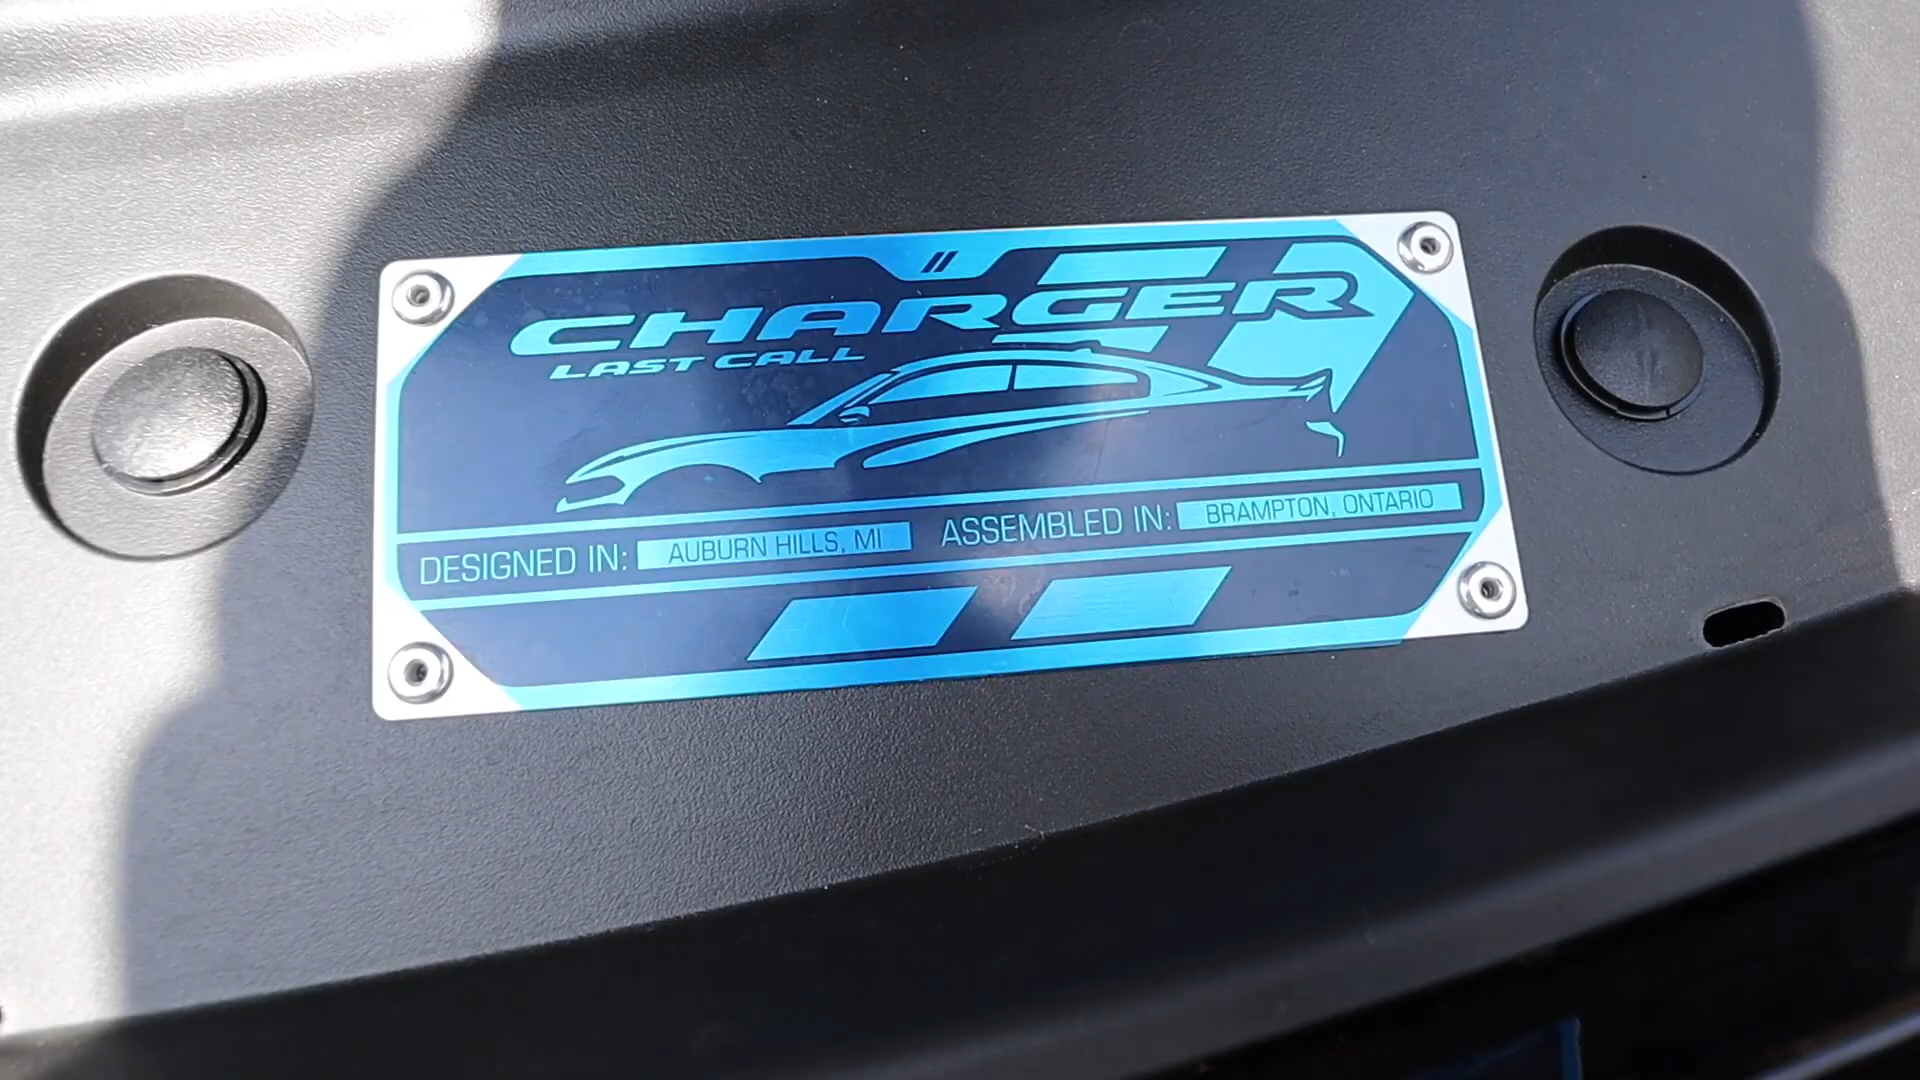 CHARGER
LAST CALL
DESIGNED IN: AUBURN HILLS, MI ASSEMBLED IN: BRAMPTON, ONTARIO